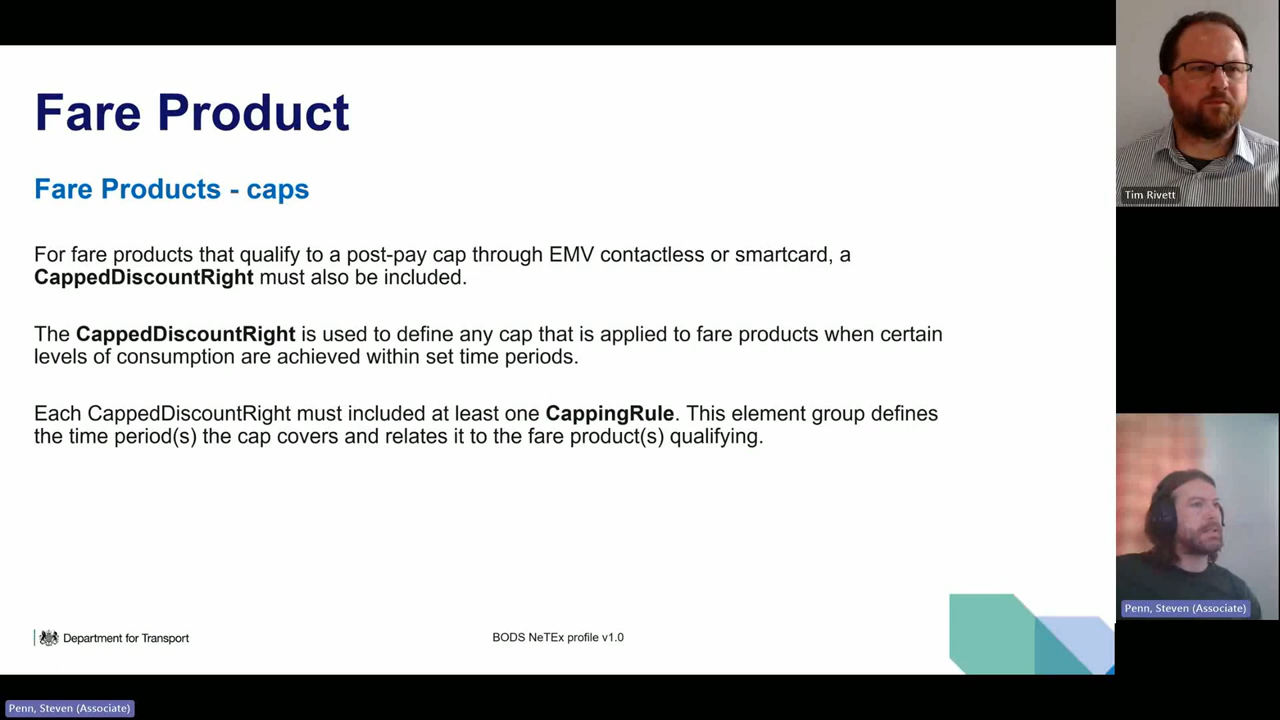 Fare Product
Fare Products - caps
For fare products that qualify to a post-pay cap through EMV contactless or smartcard, a
CappedDiscountRight must also be included.
The CappedDiscountRight is used to define any cap that is applied to fare products when certain
levels of consumption are achieved within set time periods.
Each CappedDiscountRight must included at least one CappingRule. This element group defines
the time period(s) the cap covers and relates it to the fare product(s) qualifying.
Department for Transport
BODS NeTEx profile v1.0
Tim Rivett
Penn, Steven (Associate)
Penn, Steven (Associate)